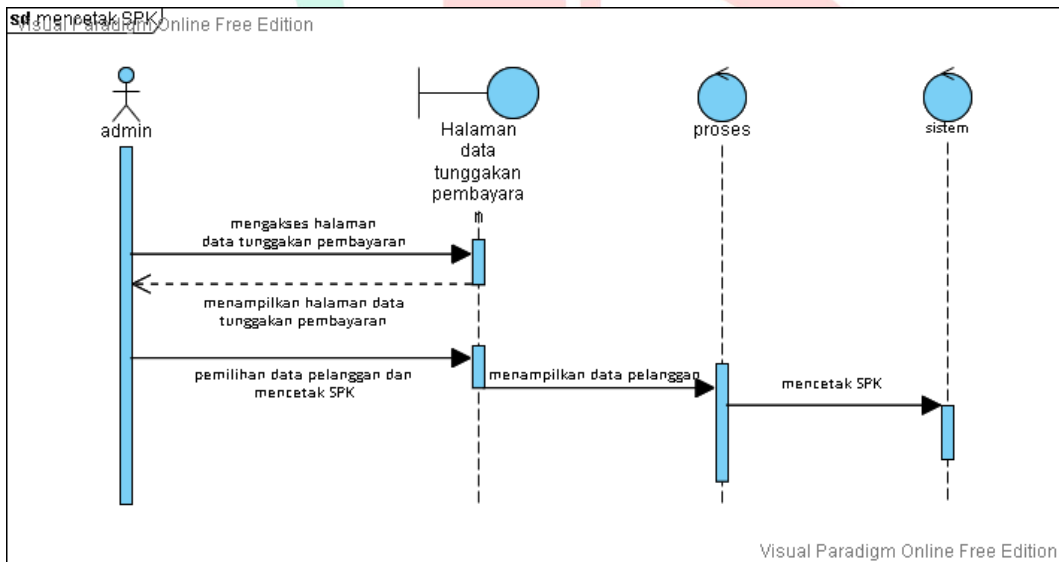 sd mencetak SPK
Visual Paradigm Online Free Edition
admin
Halaman
data
tunggakan
pembayara
n
proses
sistem
mengakses halaman
data tunggakan pembayaran
menampilkan halaman data
tunggakan pembayaran
pemilihan data pelanggan dan
mencetak SPK
menampilkan data pelanggan
mencetak SPK
Visual Paradigm Online Free Edition